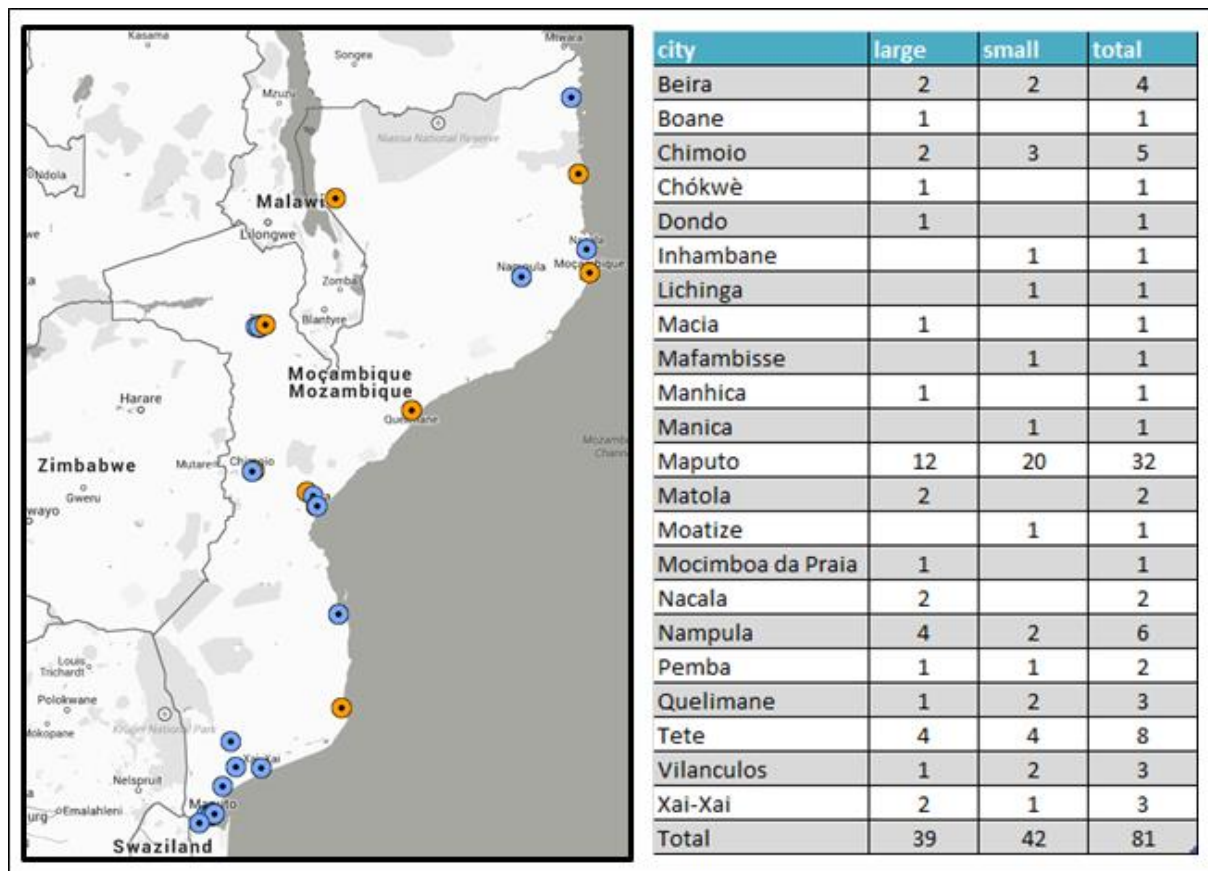 Kasama
Songea
Mtwara
Mzuzu
Niassa National Reserve
Ndola
Malawi
Lilongwe
Nacala
Nampula
Moçambique
Zomba
Blantyre
Moçambique
Mozambique
Harare
Quelimane
Zimbabwe
Mutare
Chimoio
Gweru
wayo
Louis
Trichardt
Polokwane
Mokopane
Kruger National Park
Xai-Xai
Nelspruit
Maputo
Emalahleni
urg
Swaziland
city large small total
Beira 2 2 4
Boane 1 1
Chimoio 2 3 5
Chókwè 1 1
Dondo 1 1
Inhambane 1 1
Lichinga 1 1
Macia 1 1
Mafambisse 1 1
Manhica 1 1
Manica 1 1
Maputo 12 20 32
Matola 2 2
Moatize 1 1
Mocimboa da Praia 1 1
Nacala 2 2
Nampula 4 2 6
Pemba 1 1 2
Quelimane 1 2 3
Tete 4 4 8
Vilanculos 1 2 3
Xai-Xai 2 1 3
Total 39 42 81